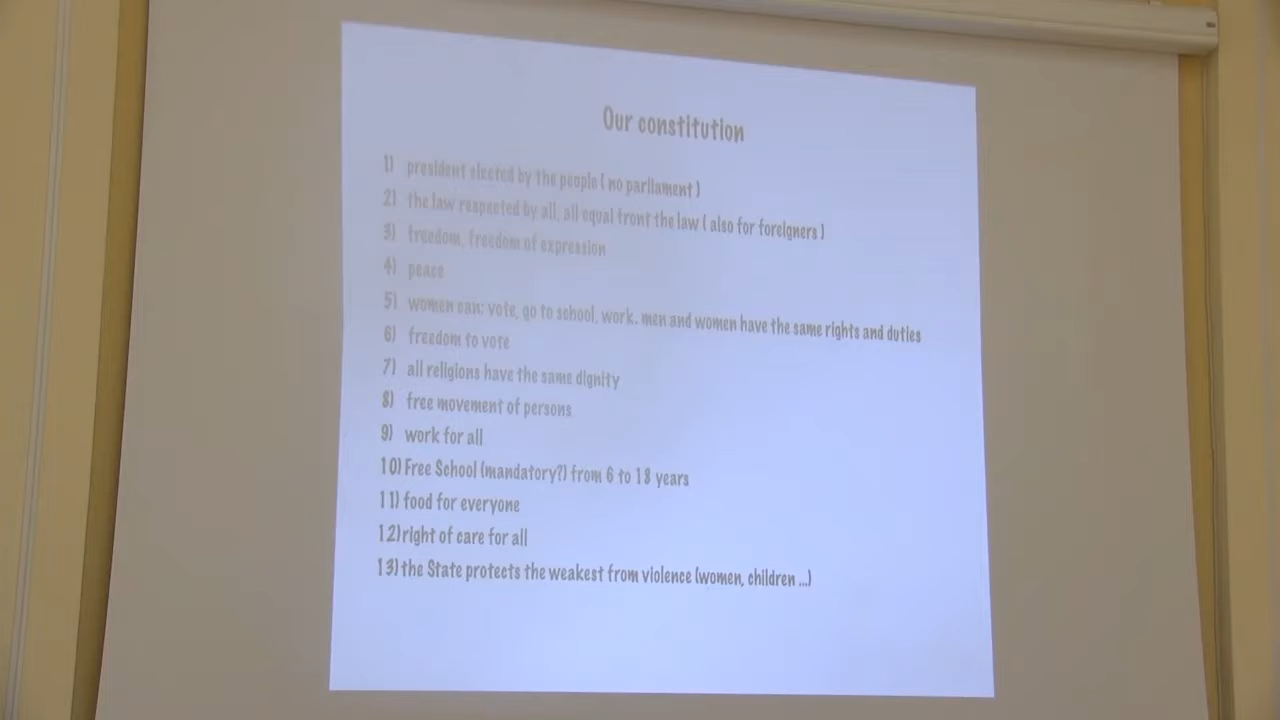 Our constitution
1) president elected by the people ( no parliament )
2) the law respected by all, all equal front the law ( also for foreigners )
3) freedom, freedom of expression
4) peace
5) women can: vote, go to school, work. men and women have the same rights and duties
6) freedom to vote
7) all religions have the same dignity
8) free movement of persons
9) work for all
10) Free School (mandatory?) from 6 to 18 years
11) food for everyone
12) right of care for all
13) the State protects the weakest from violence (women, children ...)